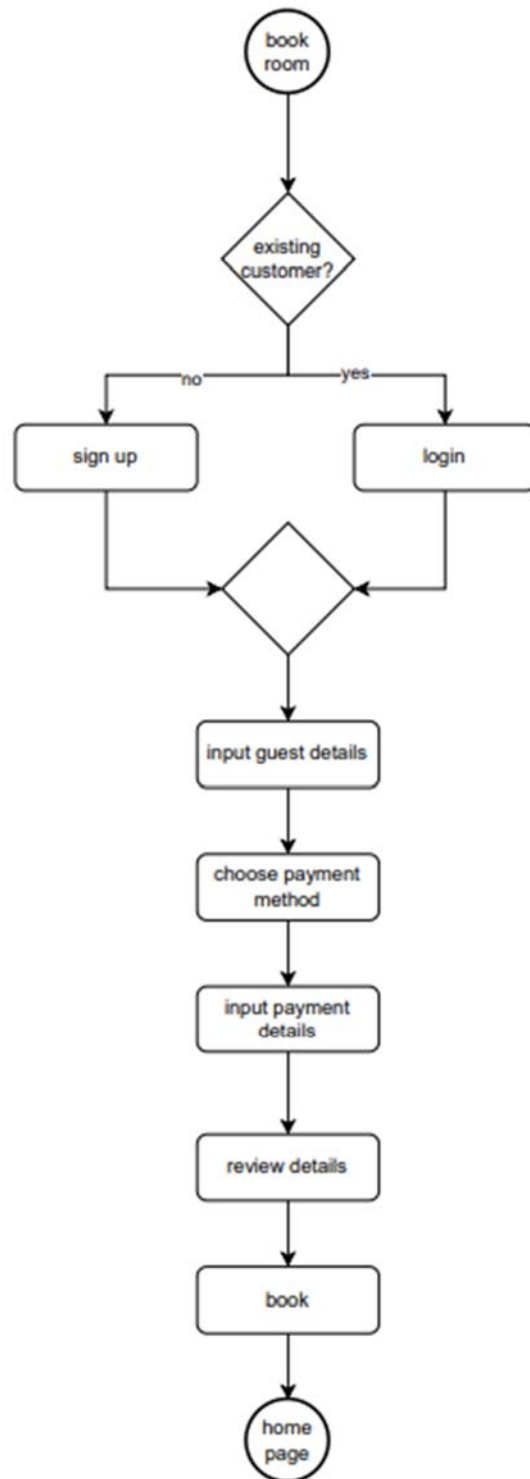 book
room
existing
customer?
no
yes
sign up
login
input guest details
choose payment
method
input payment
details
review details
book
home
page